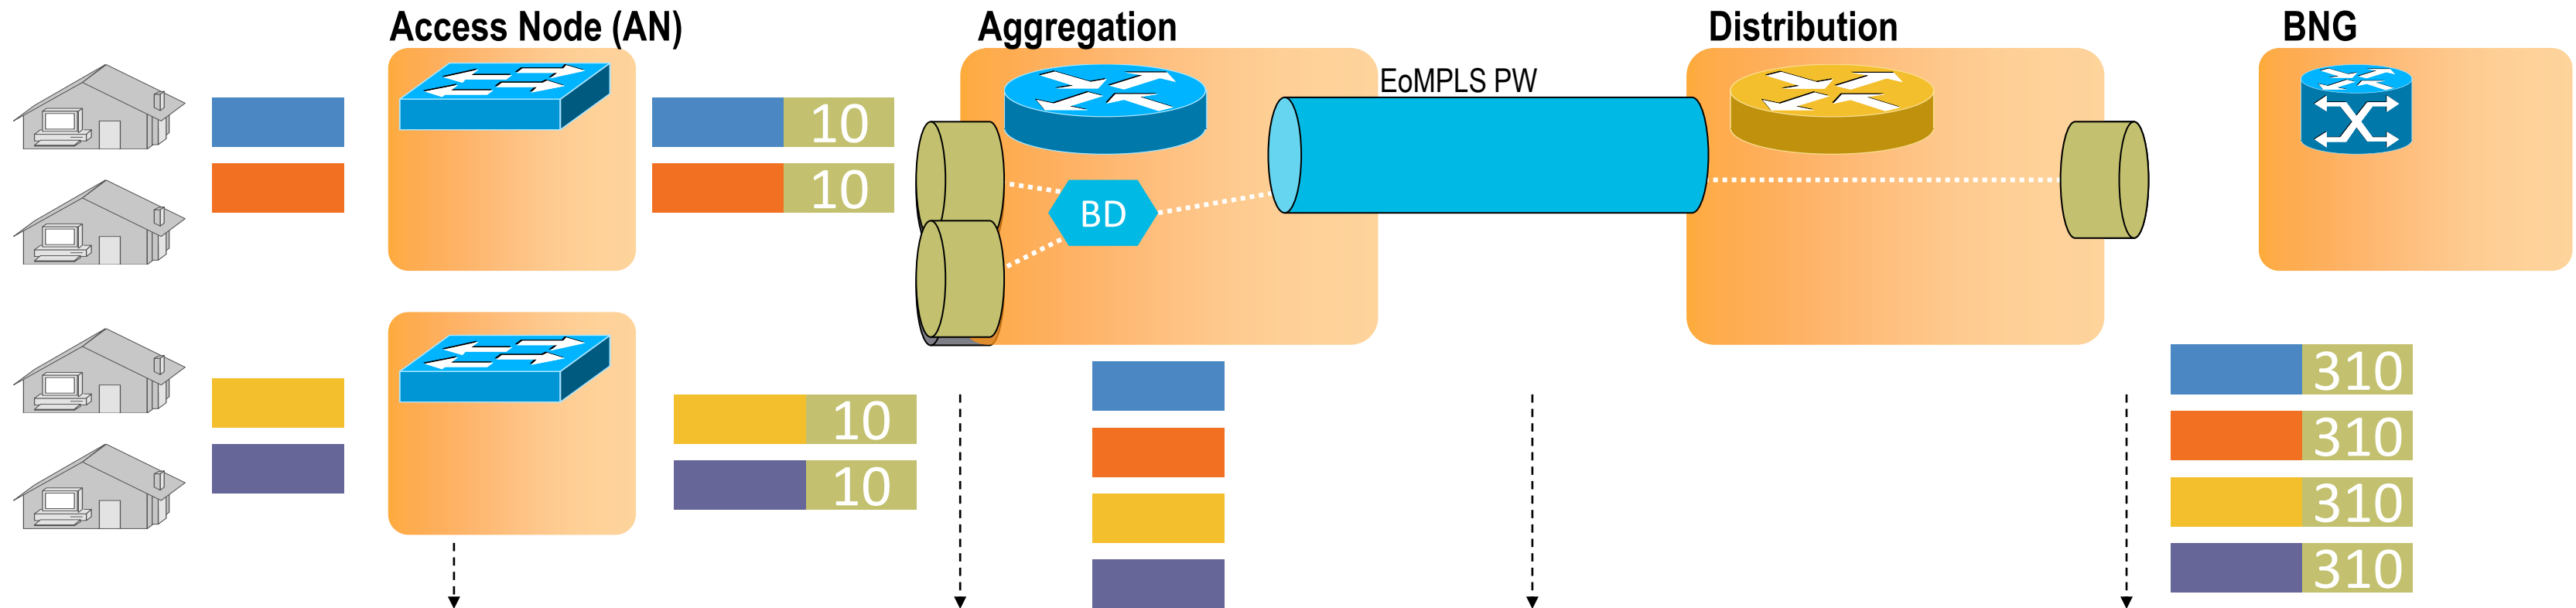 Access Node (AN)
Aggregation
Distribution
BNG
EoMPLS PW
10
10
BD
10
10
310
310
310
310